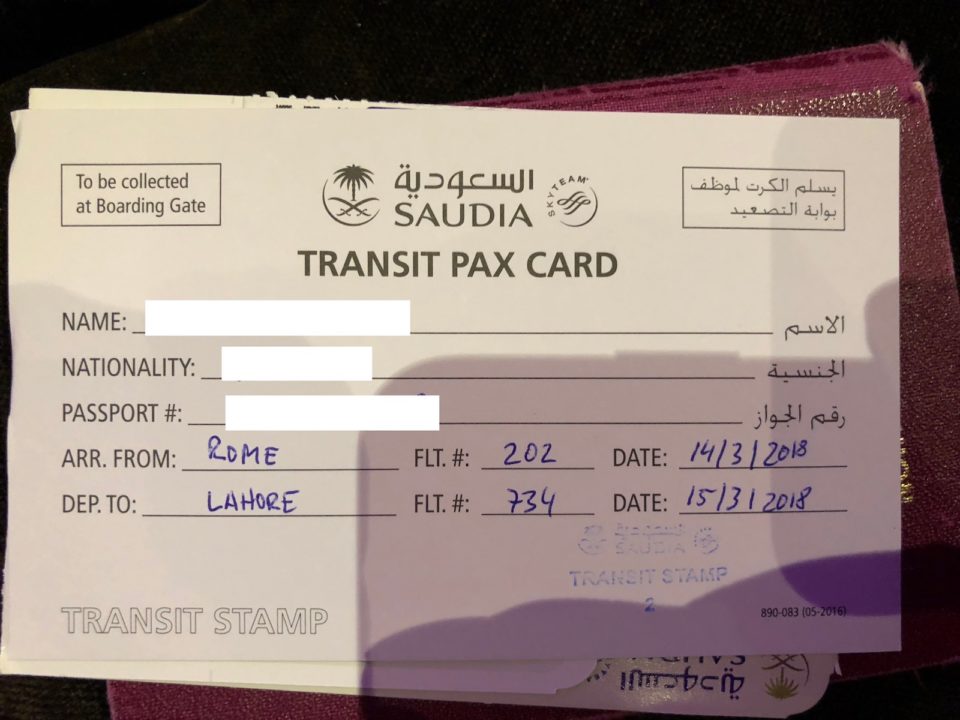 To be collected
at Boarding Gate
السعودية
SAUDIA
SKYTEAM
يسلم الكرت لموظف
بوابة التصعيد
TRANSIT PAX CARD
NAME: الاسم
NATIONALITY: الجنسية
PASSPORT #: رقم الجواز
ARR. FROM: ROME FLT. #: 202 DATE: 14/3/2018
DEP. TO: LAHORE FLT. #: 734 DATE: 15/3/2018
السعودية
SAUDIA
TRANSIT STAMP
2
TRANSIT STAMP
890-083 (05-2016)
SAUDIA
السعودية